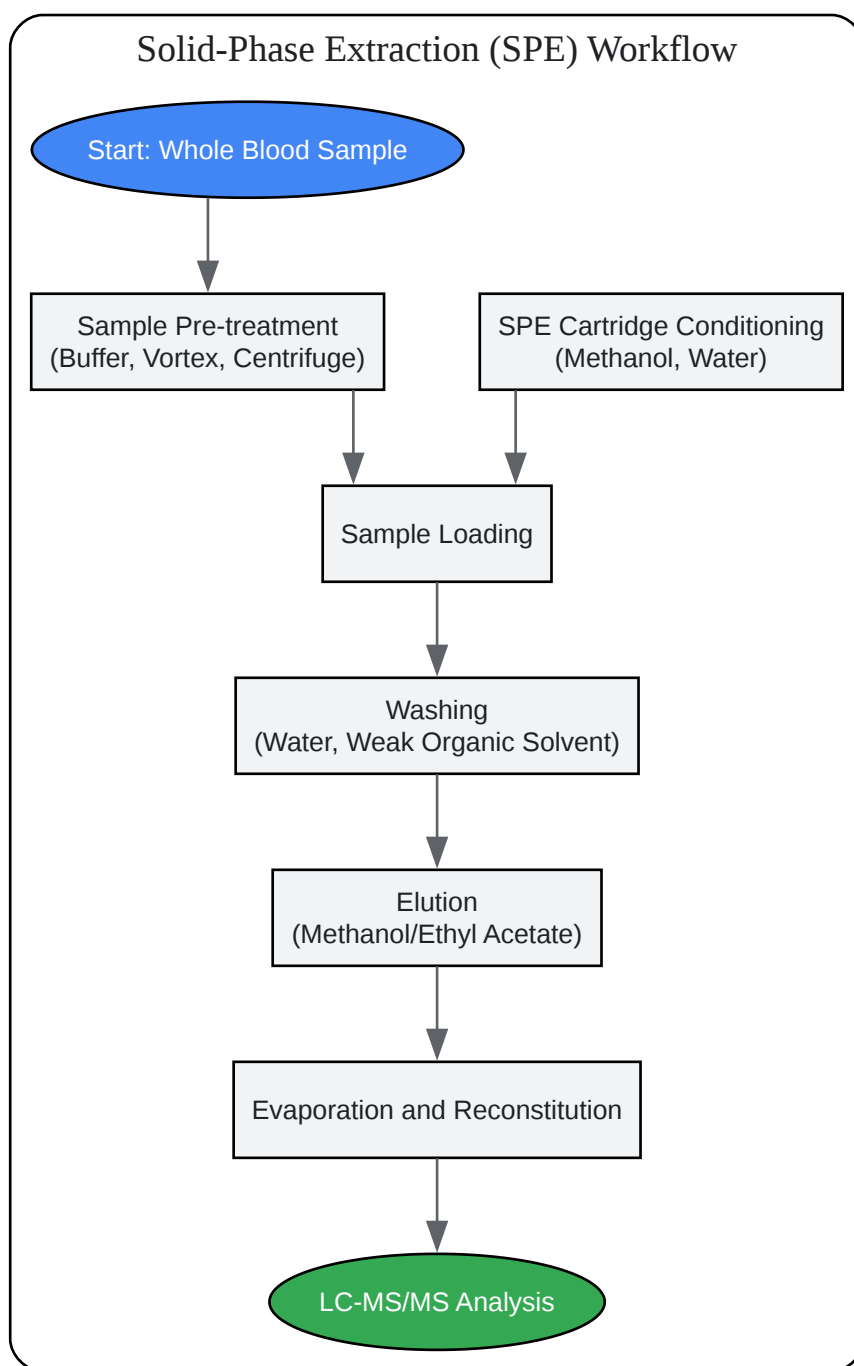 Solid-Phase Extraction (SPE) Workflow
Start: Whole Blood Sample
Sample Pre-treatment
(Buffer, Vortex, Centrifuge)
SPE Cartridge Conditioning
(Methanol, Water)
Sample Loading
Washing
(Water, Weak Organic Solvent)
Elution
(Methanol/Ethyl Acetate)
Evaporation and Reconstitution
LC-MS/MS Analysis